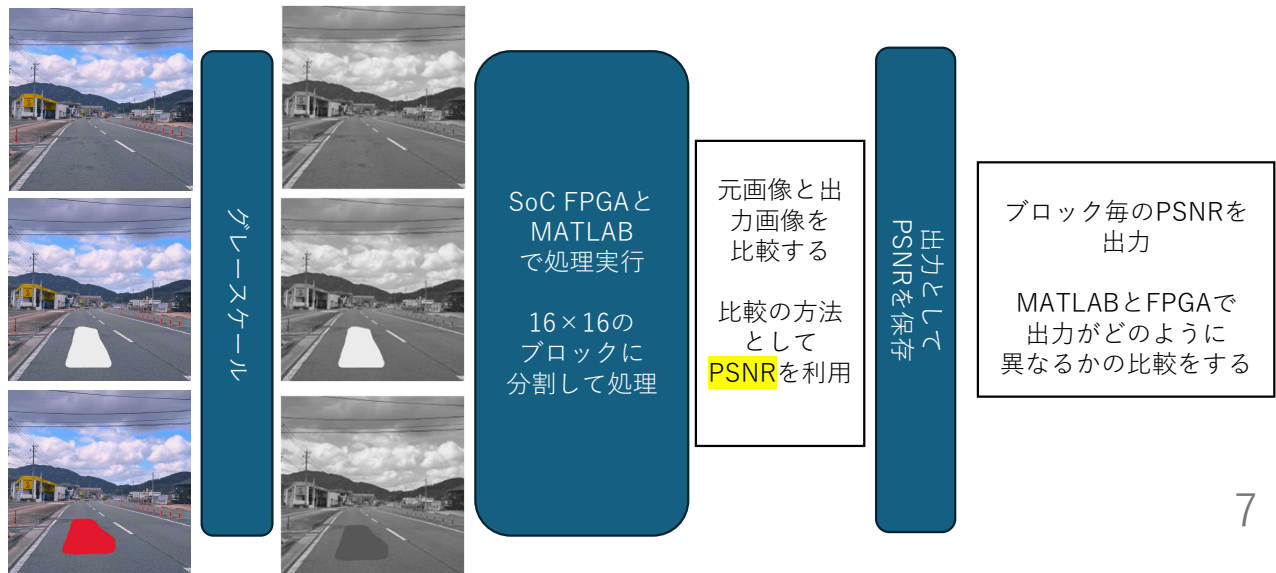 グレースケール
SoC FPGAと
MATLAB
で処理実行
16×16の
ブロックに
分割して処理
元画像と出
力画像を
比較する
比較の方法
として
PSNRを利用
出力として
PSNRを保存
ブロック毎のPSNRを
出力
MATLABとFPGAで
出力がどのように
異なるかの比較をする
7